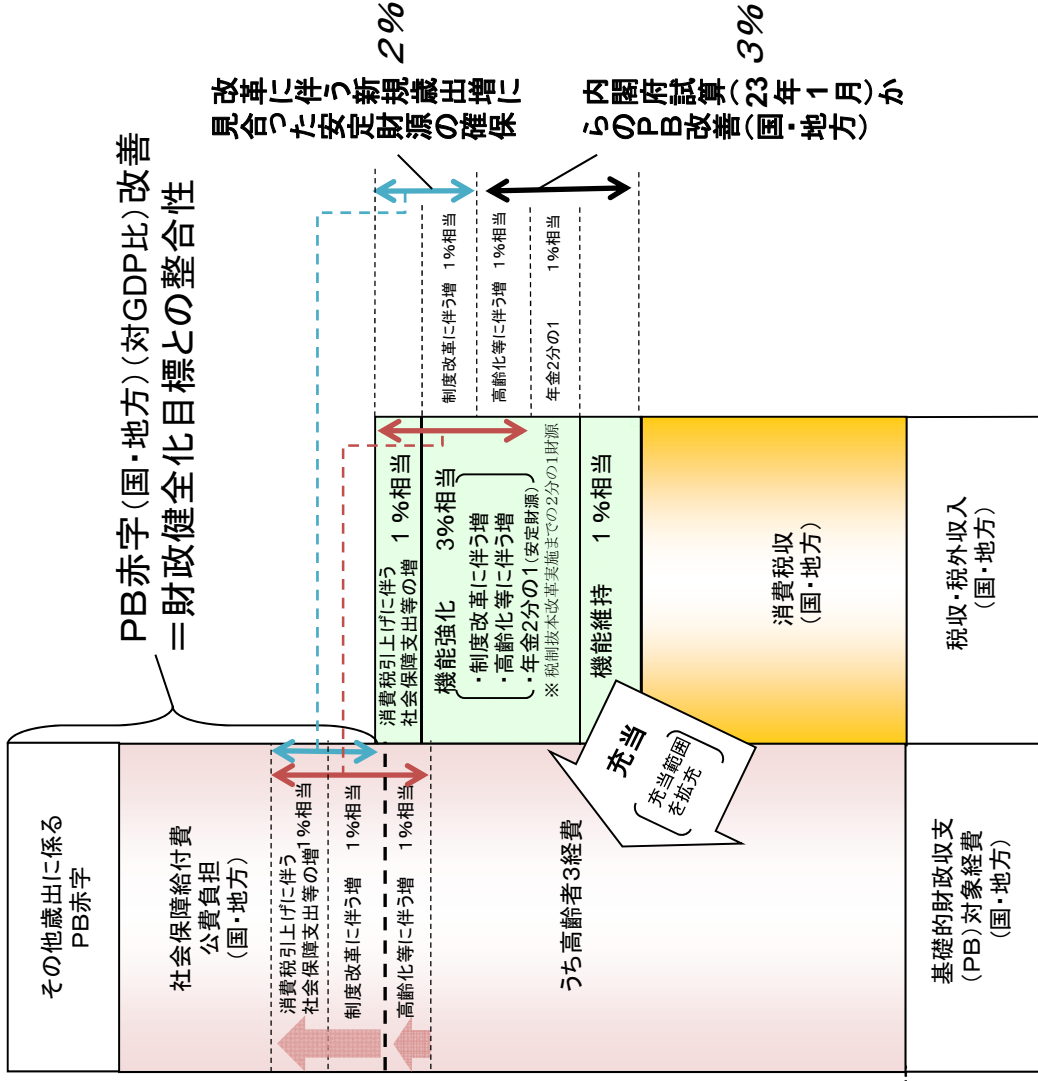 PB赤字(国・地方)(対GDP比)改善
=財政健全化目標との整合性
その他歳出に係る
PB赤字
社会保障給付費
公費負担
(国・地方)
消費税引上げに伴う
社会保障支出等の増
1%相当
制度改革に伴う増 1%相当
高齢化等に伴う増 1%相当
うち高齢者3経費
基礎的財政収支
(PB)対象経費
(国・地方)
充当
充当範囲
を拡充
消費税引上げに伴う
社会保障支出等の増
1%相当
機能強化 3%相当
・制度改革に伴う増
・高齢化等に伴う増
・年金2分の1(安定財源)
※ 税制抜本改革実施までの2分の1財源
機能維持 1%相当
消費税収
(国・地方)
税収・税外収入
(国・地方)
制度改革に伴う増 1%相当
高齢化等に伴う増 1%相当
年金2分の1 1%相当
改革に伴う新規歳出増に
見合った安定財源の確保
2%
内閣府試算(23年1月)か
らのPB改善(国・地方)
3%